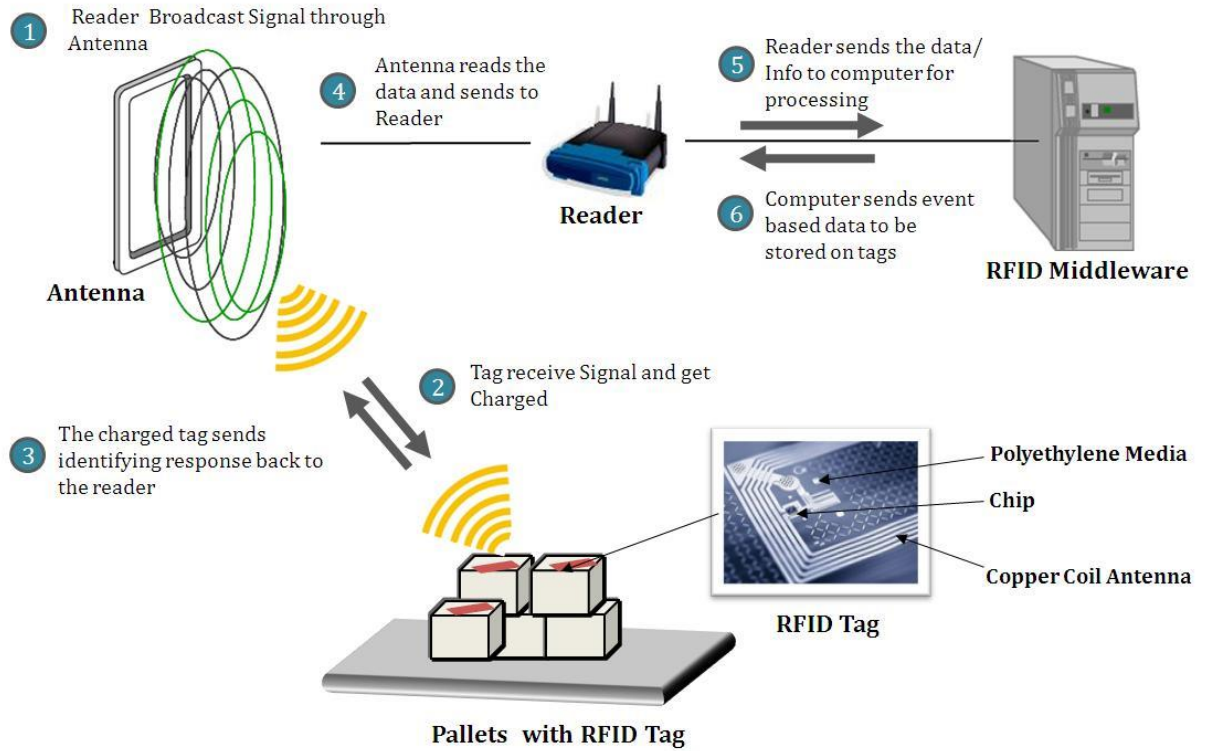 1
Reader Broadcast Signal through
Antenna
4
Antenna reads the
data and sends to
Reader
5
Reader sends the data/
Info to computer for
processing
Reader
6
Computer sends event
based data to be
stored on tags
RFID Middleware
Antenna
2
Tag receive Signal and get
Charged
3
The charged tag sends
identifying response back to
the reader
Polyethylene Media
Chip
Copper Coil Antenna
RFID Tag
Pallets with RFID Tag